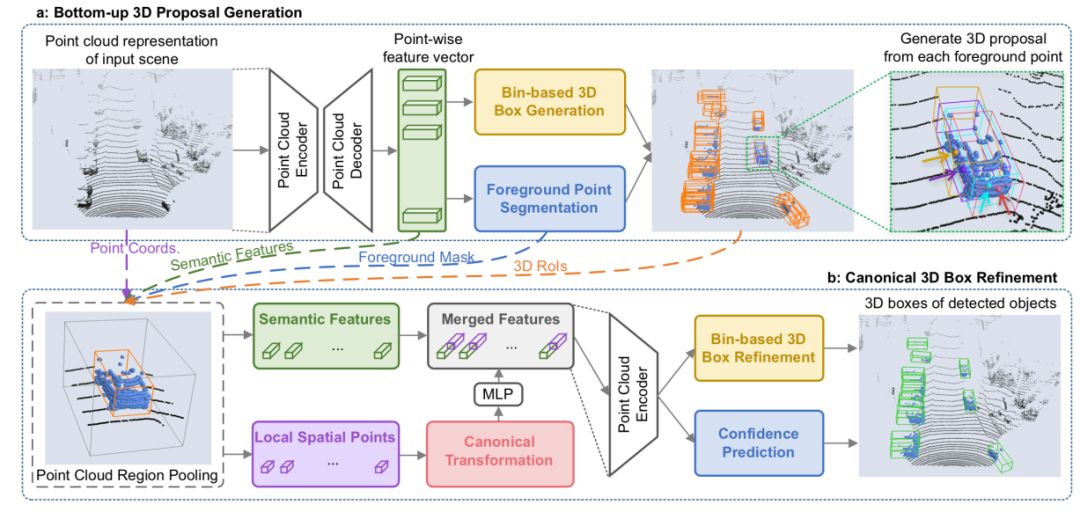 a: Bottom-up 3D Proposal Generation
Point cloud representation
of input scene
Point Cloud
Encoder
Point Cloud
Decoder
Point-wise
feature vector
Bin-based 3D
Box Generation
Foreground Point
Segmentation
Generate 3D proposal
from each foreground point
Point Coords.
Semantic Features
Foreground Mask
3D RoIs
b: Canonical 3D Box Refinement
Point Cloud Region Pooling
Semantic Features
...
Local Spatial Points
...
Merged Features
...
MLP
Canonical
Transformation
Point Cloud
Encoder
Bin-based 3D
Box Refinement
Confidence
Prediction
3D boxes of detected objects